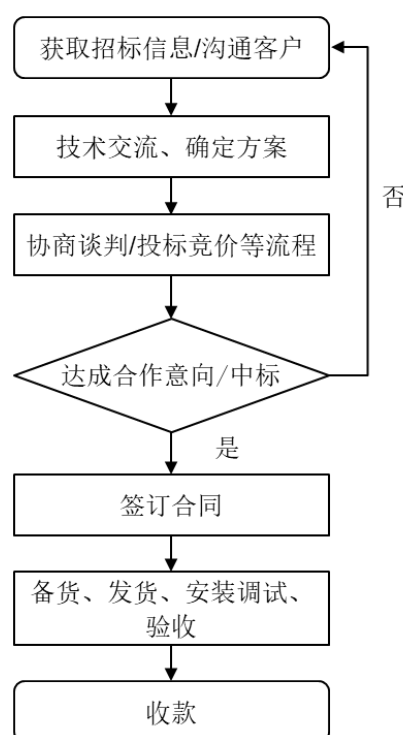 获取招标信息/沟通客户
技术交流、确定方案
否
协商谈判/投标竞价等流程
达成合作意向/中标
是
签订合同
备货、发货、安装调试、
验收
收款